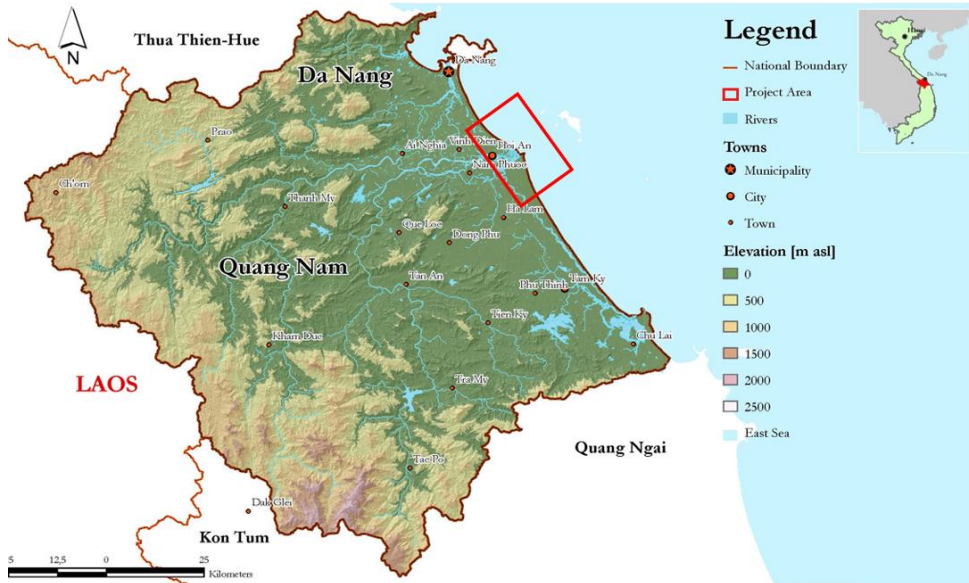 N
Thua Thien-Hue
Da Nang
Da Nang
Prao
Ai Nghia
Vinh Dien
Hoi An
Nam Phuoc
Ch'om
Thanh My
Ha Lam
Que Loc
Dong Phu
Quang Nam
Tan An
Phu Thinh
Tam Ky
Tien Ky
Kham Duc
Chu Lai
LAOS
Tra My
Quang Ngai
Tac Po
Dak Glei
Kon Tum
5 12,5 0 25
Kilometers
Legend
National Boundary
Project Area
Rivers
Towns
Municipality
City
Town
Elevation [m asl]
0
500
1000
1500
2000
2500
East Sea
Da Nang